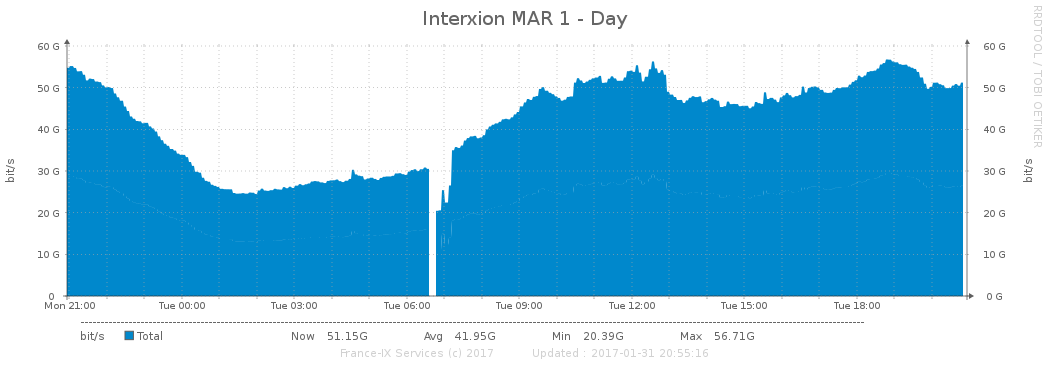 Interxion MAR 1 - Day
RRDTOOL / TOBI OETIKER
bit/s
bit/s
60 G 60 G
50 G 50 G
40 G 40 G
30 G 30 G
20 G 20 G
10 G 10 G
0 0 G
Mon 21:00 Tue 00:00 Tue 03:00 Tue 06:00 Tue 09:00 Tue 12:00 Tue 15:00 Tue 18:00
bit/s Total Now 51.15G Avg 41.95G Min 20.39G Max 56.71G
France-IX Services (c) 2017 Updated : 2017-01-31 20:55:16